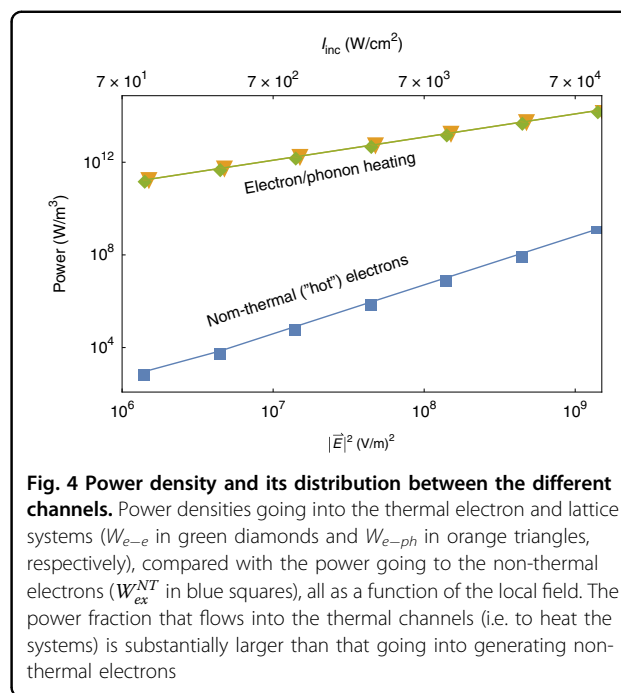 I_inc (W/cm²)
7 × 10¹ 7 × 10² 7 × 10³ 7 × 10⁴
10¹²
Electron/phonon heating
Power (W/m³)
10⁸
Nom-thermal ("hot") electrons
10⁴
10⁶ 10⁷ 10⁸ 10⁹
|E⃗|² (V/m)²
Fig. 4 Power density and its distribution between the different
channels. Power densities going into the thermal electron and lattice
systems (W_e−e in green diamonds and W_e−ph in orange triangles,
respectively), compared with the power going to the non-thermal
electrons (W_ex^NT in blue squares), all as a function of the local field. The
power fraction that flows into the thermal channels (i.e. to heat the
systems) is substantially larger than that going into generating non-
thermal electrons